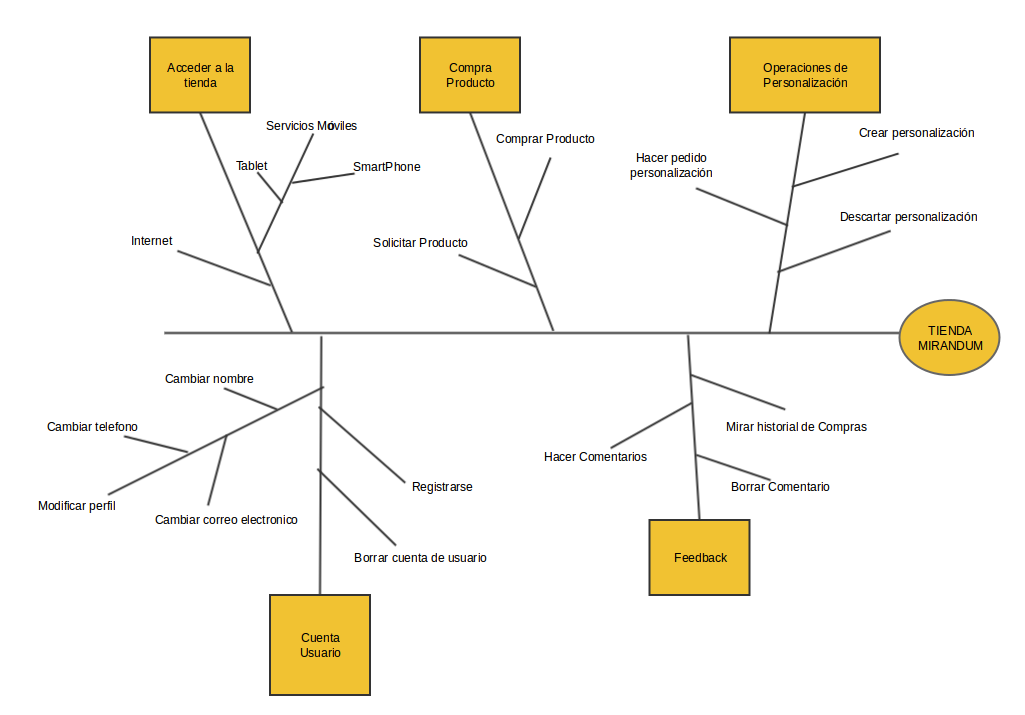 Acceder a la
tienda
Compra
Producto
Operaciones de
Personalización
Servicios Móviles
Tablet
SmartPhone
Internet
Comprar Producto
Solicitar Producto
Hacer pedido
personalización
Crear personalización
Descartar personalización
TIENDA
MIRANDUM
Cambiar nombre
Cambiar telefono
Modificar perfil
Cambiar correo electronico
Registrarse
Borrar cuenta de usuario
Cuenta
Usuario
Mirar historial de Compras
Hacer Comentarios
Borrar Comentario
Feedback